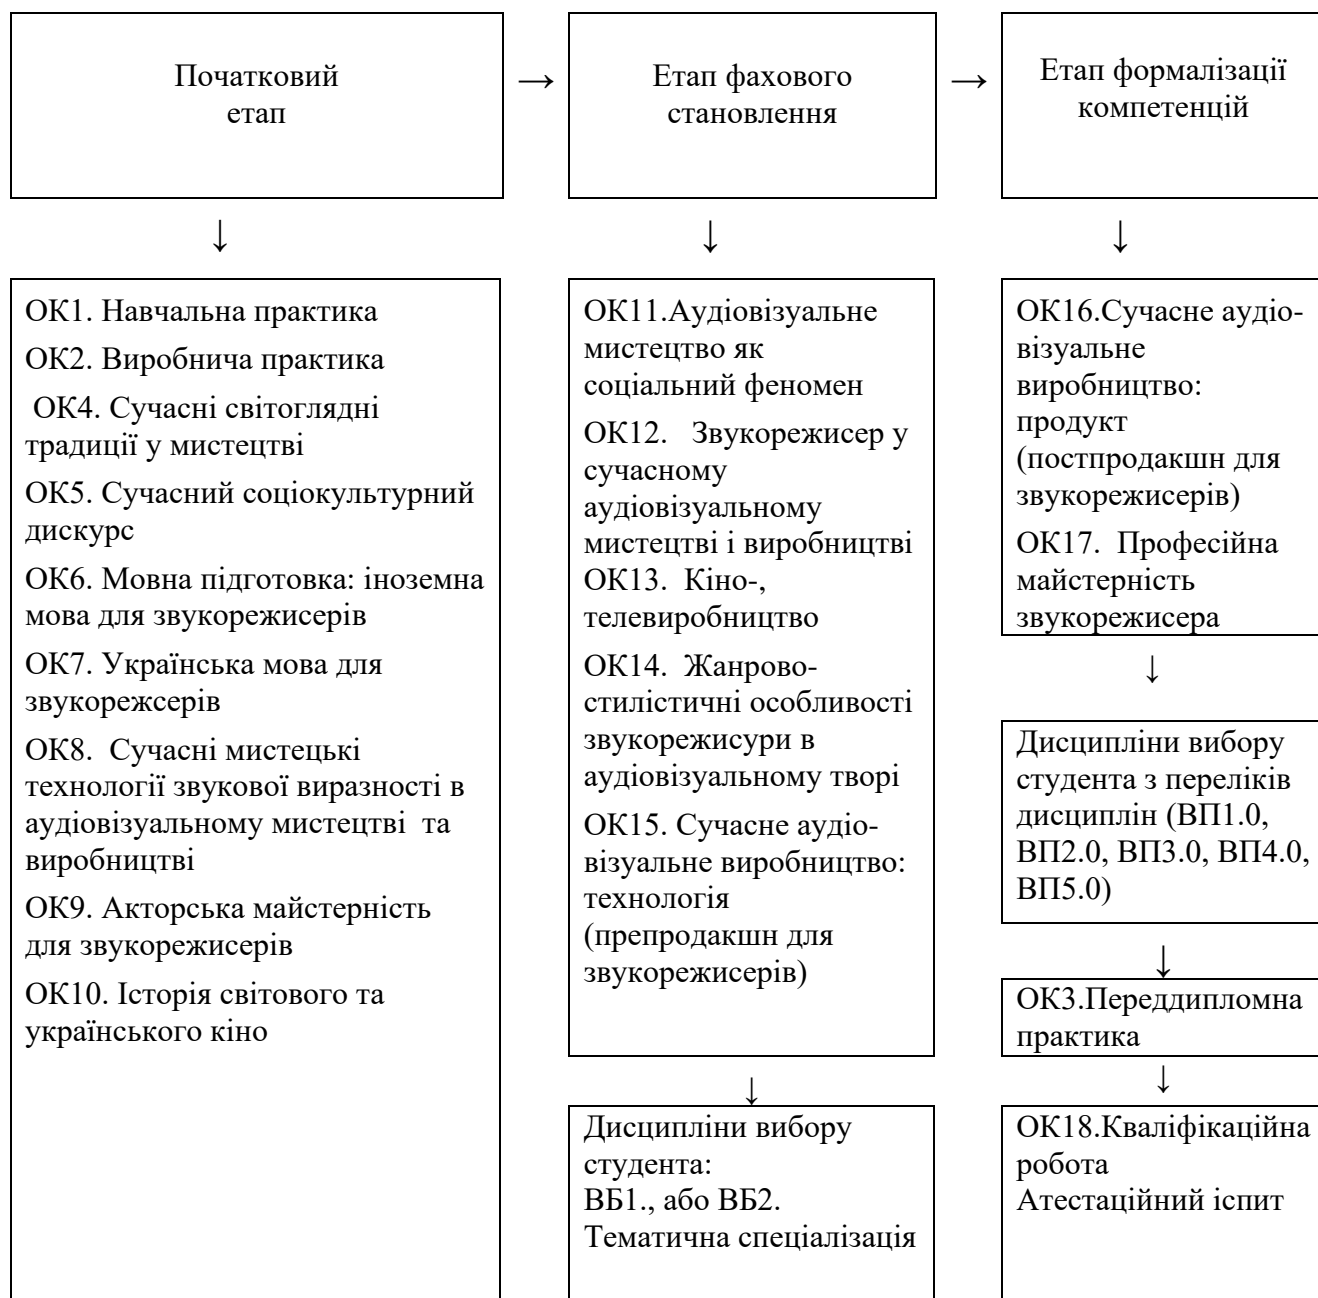 Початковий
етап
→
Етап фахового
становлення
→
Етап формалізації
компетенцій
↓
↓
↓
ОК1. Навчальна практика
ОК2. Виробнича практика
ОК4. Сучасні світоглядні
традиції у мистецтві
ОК5. Сучасний соціокультурний
дискурс
ОК6. Мовна підготовка: іноземна
мова для звукорежисерів
ОК7. Українська мова для
звукорежсерів
ОК8. Сучасні мистецькі
технології звукової виразності в
аудіовізуальному мистецтві та
виробництві
ОК9. Акторська майстерність
для звукорежисерів
ОК10. Історія світового та
українського кіно
ОК11.Аудіовізуальне
мистецтво як
соціальний феномен
ОК12. Звукорежисер у
сучасному
аудіовізуальному
мистецтві і виробництві
ОК13. Кіно-,
телевиробництво
ОК14. Жанрово-
стилістичні особливості
звукорежисури в
аудіовізуальному творі
ОК15. Сучасне аудіо-
візуальне виробництво:
технологія
(препродакшн для
звукорежисерів)
↓
Дисципліни вибору
студента:
ВБ1., або ВБ2.
Тематична спеціалізація
ОК16.Сучасне аудіо-
візуальне
виробництво:
продукт
(постпродакшн для
звукорежисерів)
ОК17. Професійна
майстерність
звукорежисера
↓
Дисципліни вибору
студента з переліків
дисциплін (ВП1.0,
ВП2.0, ВП3.0, ВП4.0,
ВП5.0)
↓
ОК3.Переддипломна
практика
↓
ОК18.Кваліфікаційна
робота
Атестаційний іспит